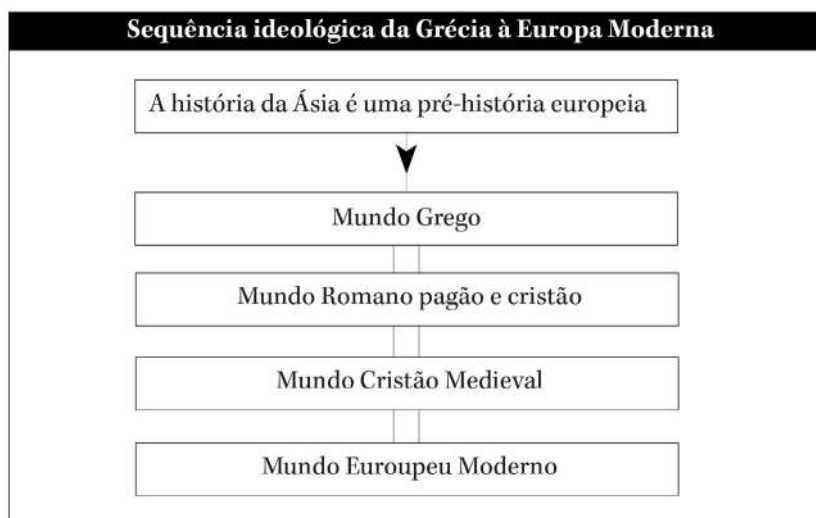 Sequência ideológica da Grécia à Europa Moderna
A história da Ásia é uma pré-história europeia
Mundo Grego
Mundo Romano pagão e cristão
Mundo Cristão Medieval
Mundo Euroupeu Moderno